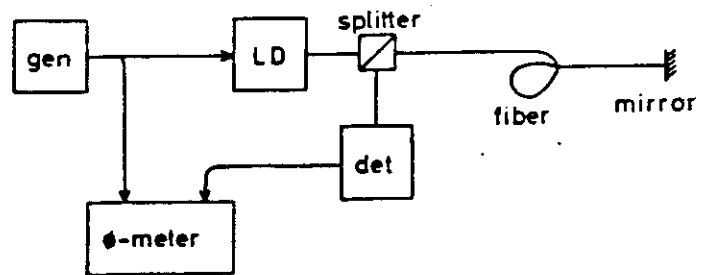 splitter
gen
LD
fiber
mirror
det
ϕ-meter